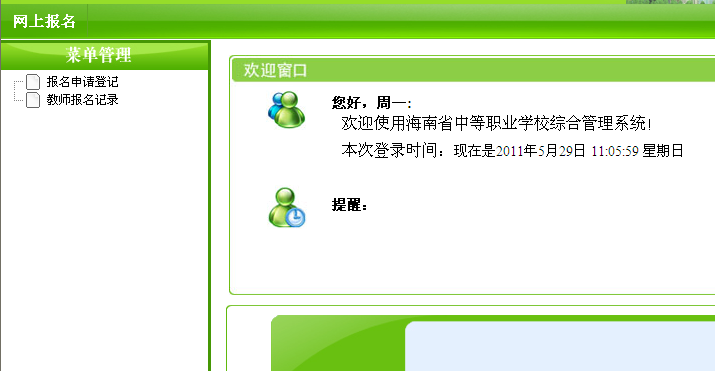 网上报名
菜单管理
报名申请登记
教师报名记录
欢迎窗口
您好，周一:
欢迎使用海南省中等职业学校综合管理系统!
本次登录时间：现在是2011年5月29日 11:05:59 星期日
提醒：